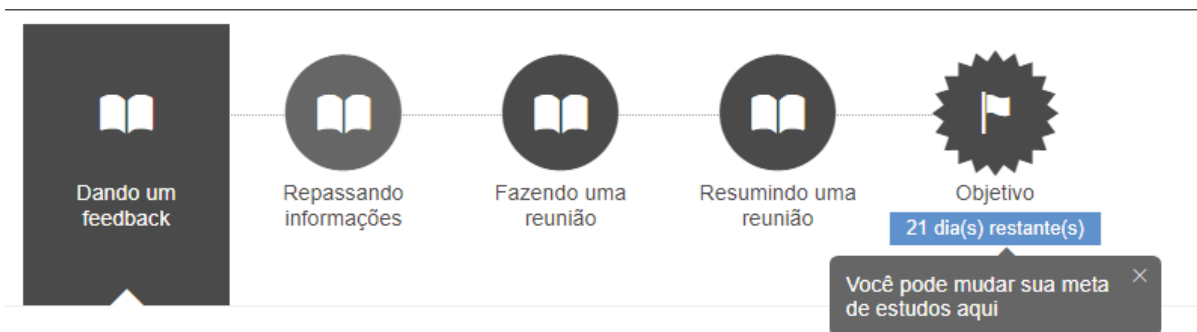 Dando um
feedback
Repassando
informações
Fazendo uma
reunião
Resumindo uma
reunião
Objetivo
21 dia(s) restante(s)
Você pode mudar sua meta
de estudos aqui